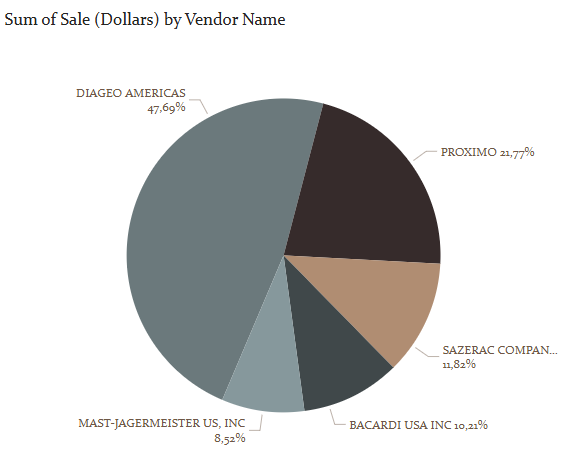 Sum of Sale (Dollars) by Vendor Name
DIAGEO AMERICAS
47,69%
PROXIMO 21,77%
SAZERAC COMPAN...
11,82%
BACARDI USA INC 10,21%
MAST-JAGERMEISTER US, INC
8,52%